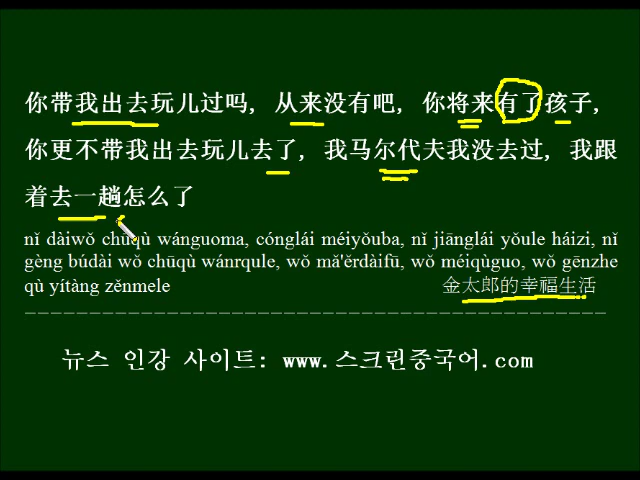 你带我出去玩儿过吗, 从来没有吧, 你将来有了孩子,
你更不带我出去玩儿去了, 我马尔代夫我没去过, 我跟
着去一趟怎么了
nǐ dàiwǒ chūqù wánguoma, cónglái méiyǒuba, nǐ jiānglái yǒule háizi, nǐ
gèng búdài wǒ chūqù wánrqule, wǒ mǎ'ěrdàifū, wǒ méiqùguo, wǒ gēnzhe
qù yítàng zěnmele
金太郎的幸福生活
뉴스 인강 사이트: www.스크린중국어.com